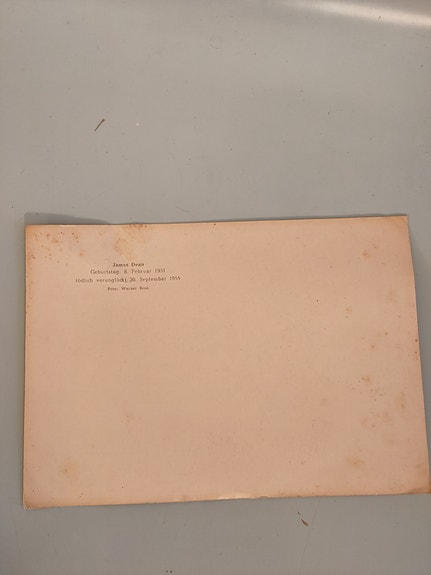 James Dean
Geburtstag: 8. Februar 1931
tödlich verunglückt: 30. September 1955
Foto: Warner Bros